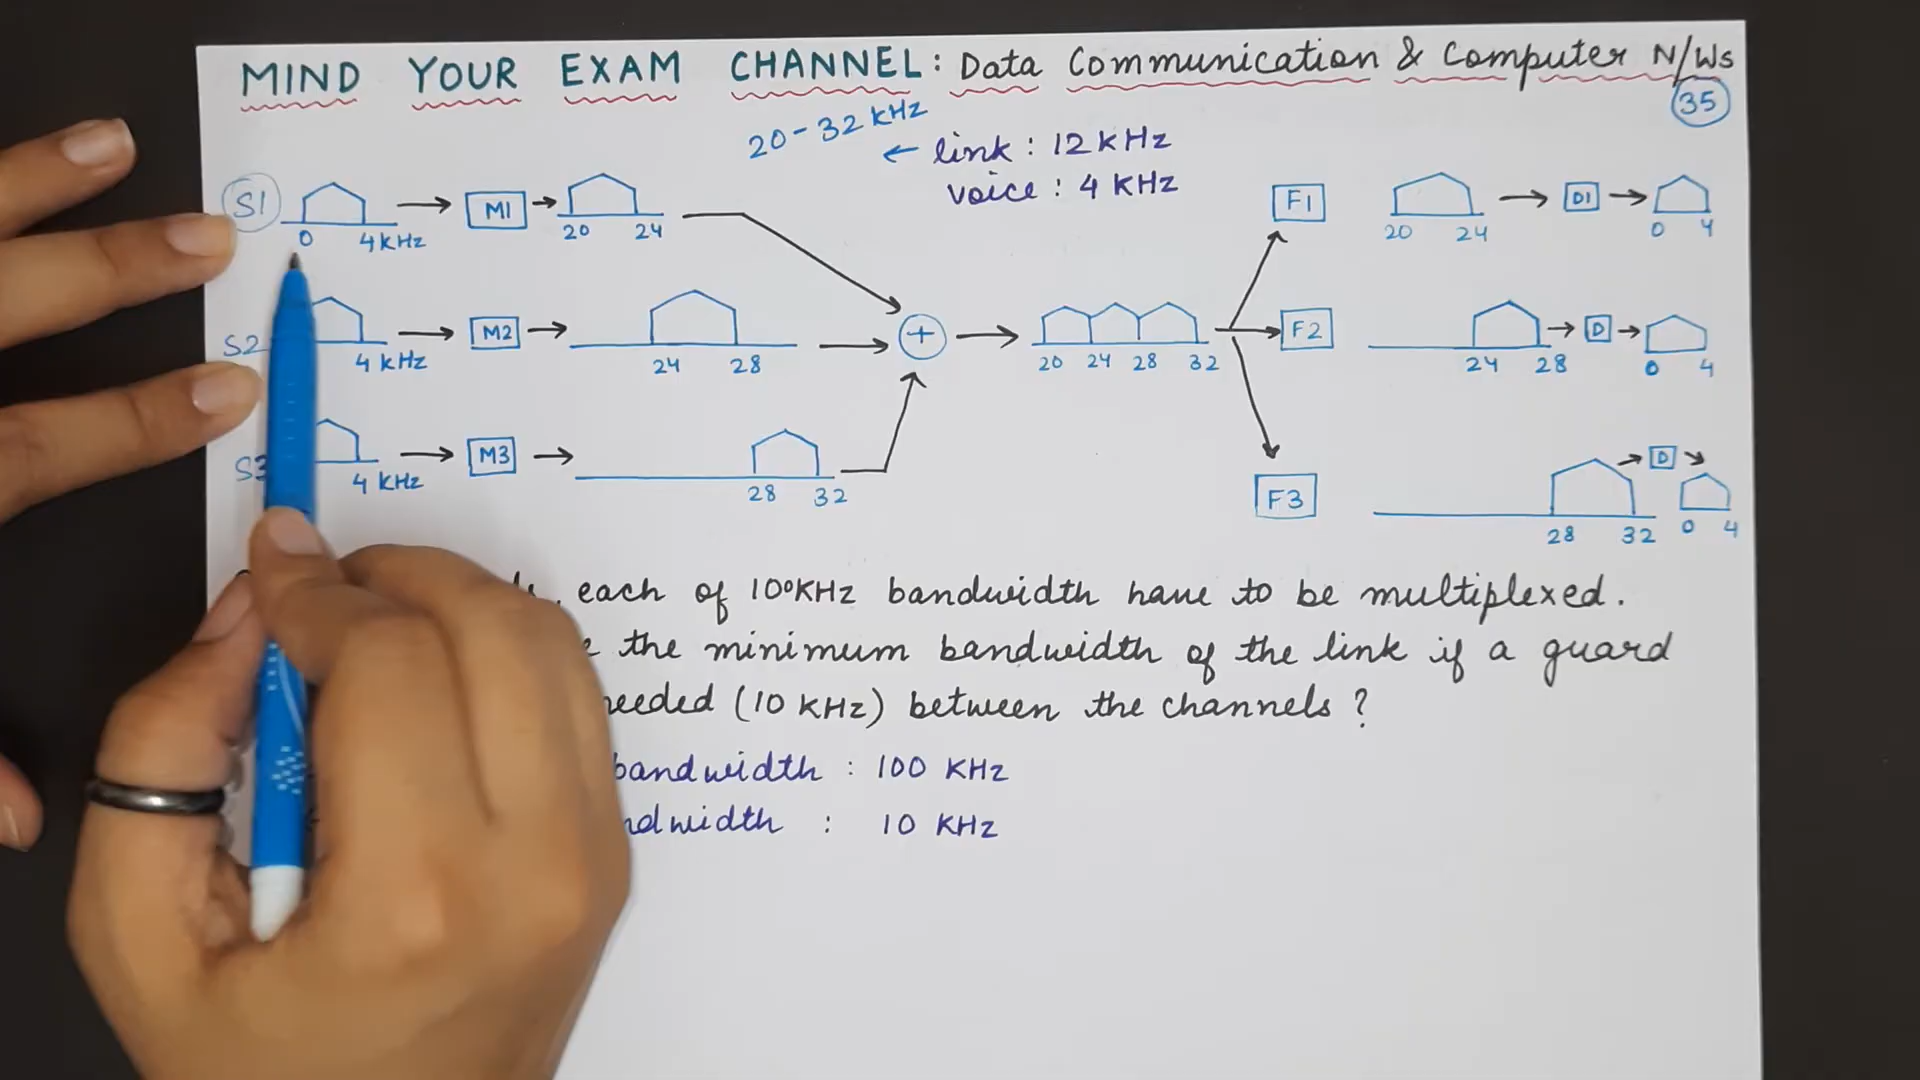 MIND YOUR EXAM CHANNEL: Data Communication & Computer N/Ws
35
20-32 KHz ← link : 12 KHz
voice : 4 KHz
S1 0 4 KHz → M1 → 20 24
F1 20 24 → D1 → 0 4
S2 4 KHz → M2 → 24 28
+ → 20 24 28 32
F2 24 28 → D → 0 4
S3 4 KHz → M3 → 28 32
F3 28 32 → D 0 4
each of 100KHz bandwidth have to be multiplexed.
the minimum bandwidth of the link if a guard
needed (10 KHz) between the channels ?
bandwidth : 100 KHz
: 10 KHz